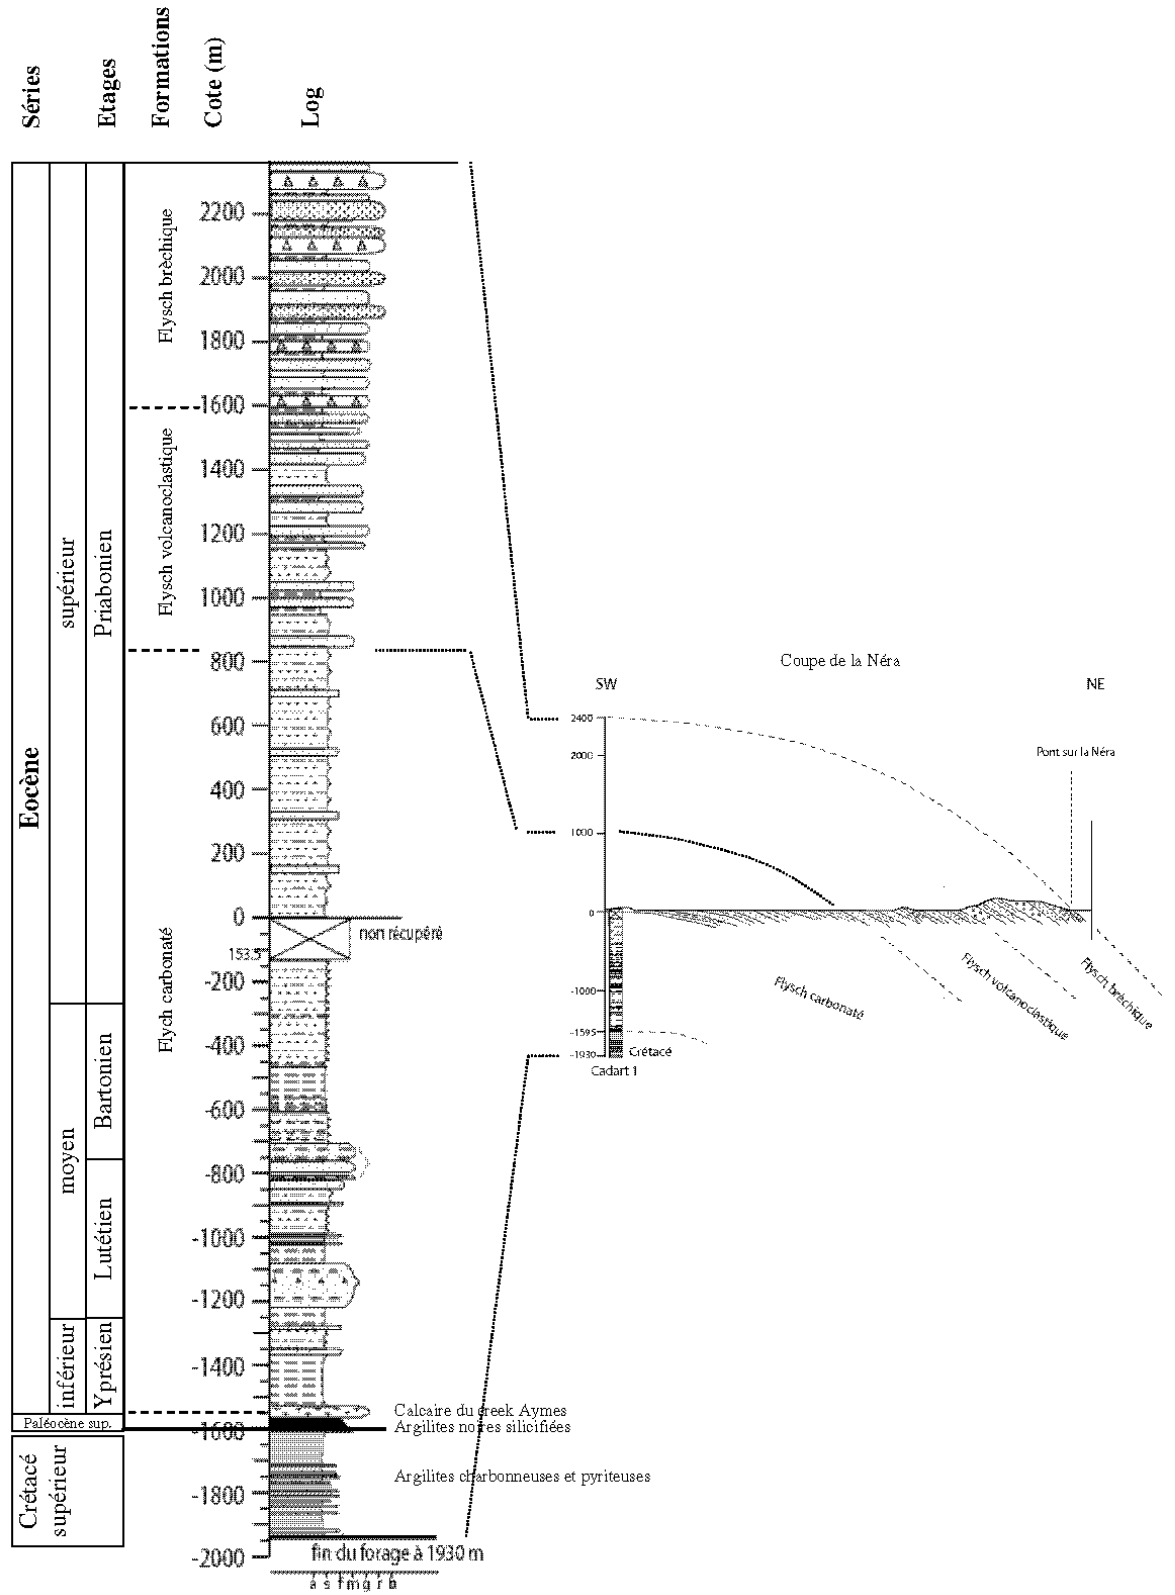 Séries
Etages
Formations
Cote (m)
Log
Eocène
supérieur
moyen
inférieur
Priabonien
Bartonien
Lutétien
Yprésien
Paléocène sup.
Crétacé
supérieur
Flysch brèchique
Flysch volcanoclastique
Flych carbonaté
2200
2000
1800
1600
1400
1200
1000
800
600
400
200
0
153.5
-200
-400
-600
-800
-1000
-1200
-1400
-1600
-1800
-2000
non récupéré
Calcaire du creek Aymes
Argilites noires silicifiées
Argilites charbonneuses et pyriteuses
fin du forage à 1930 m
a s f m g r b
Coupe de la Néra
SW
NE
2400
2000
1000
0
-1000
-1595
-1930
Pont sur la Néra
Flysch carbonaté
Flysch volcanoclastique
Flysch brèchique
Crétacé
Cadart 1